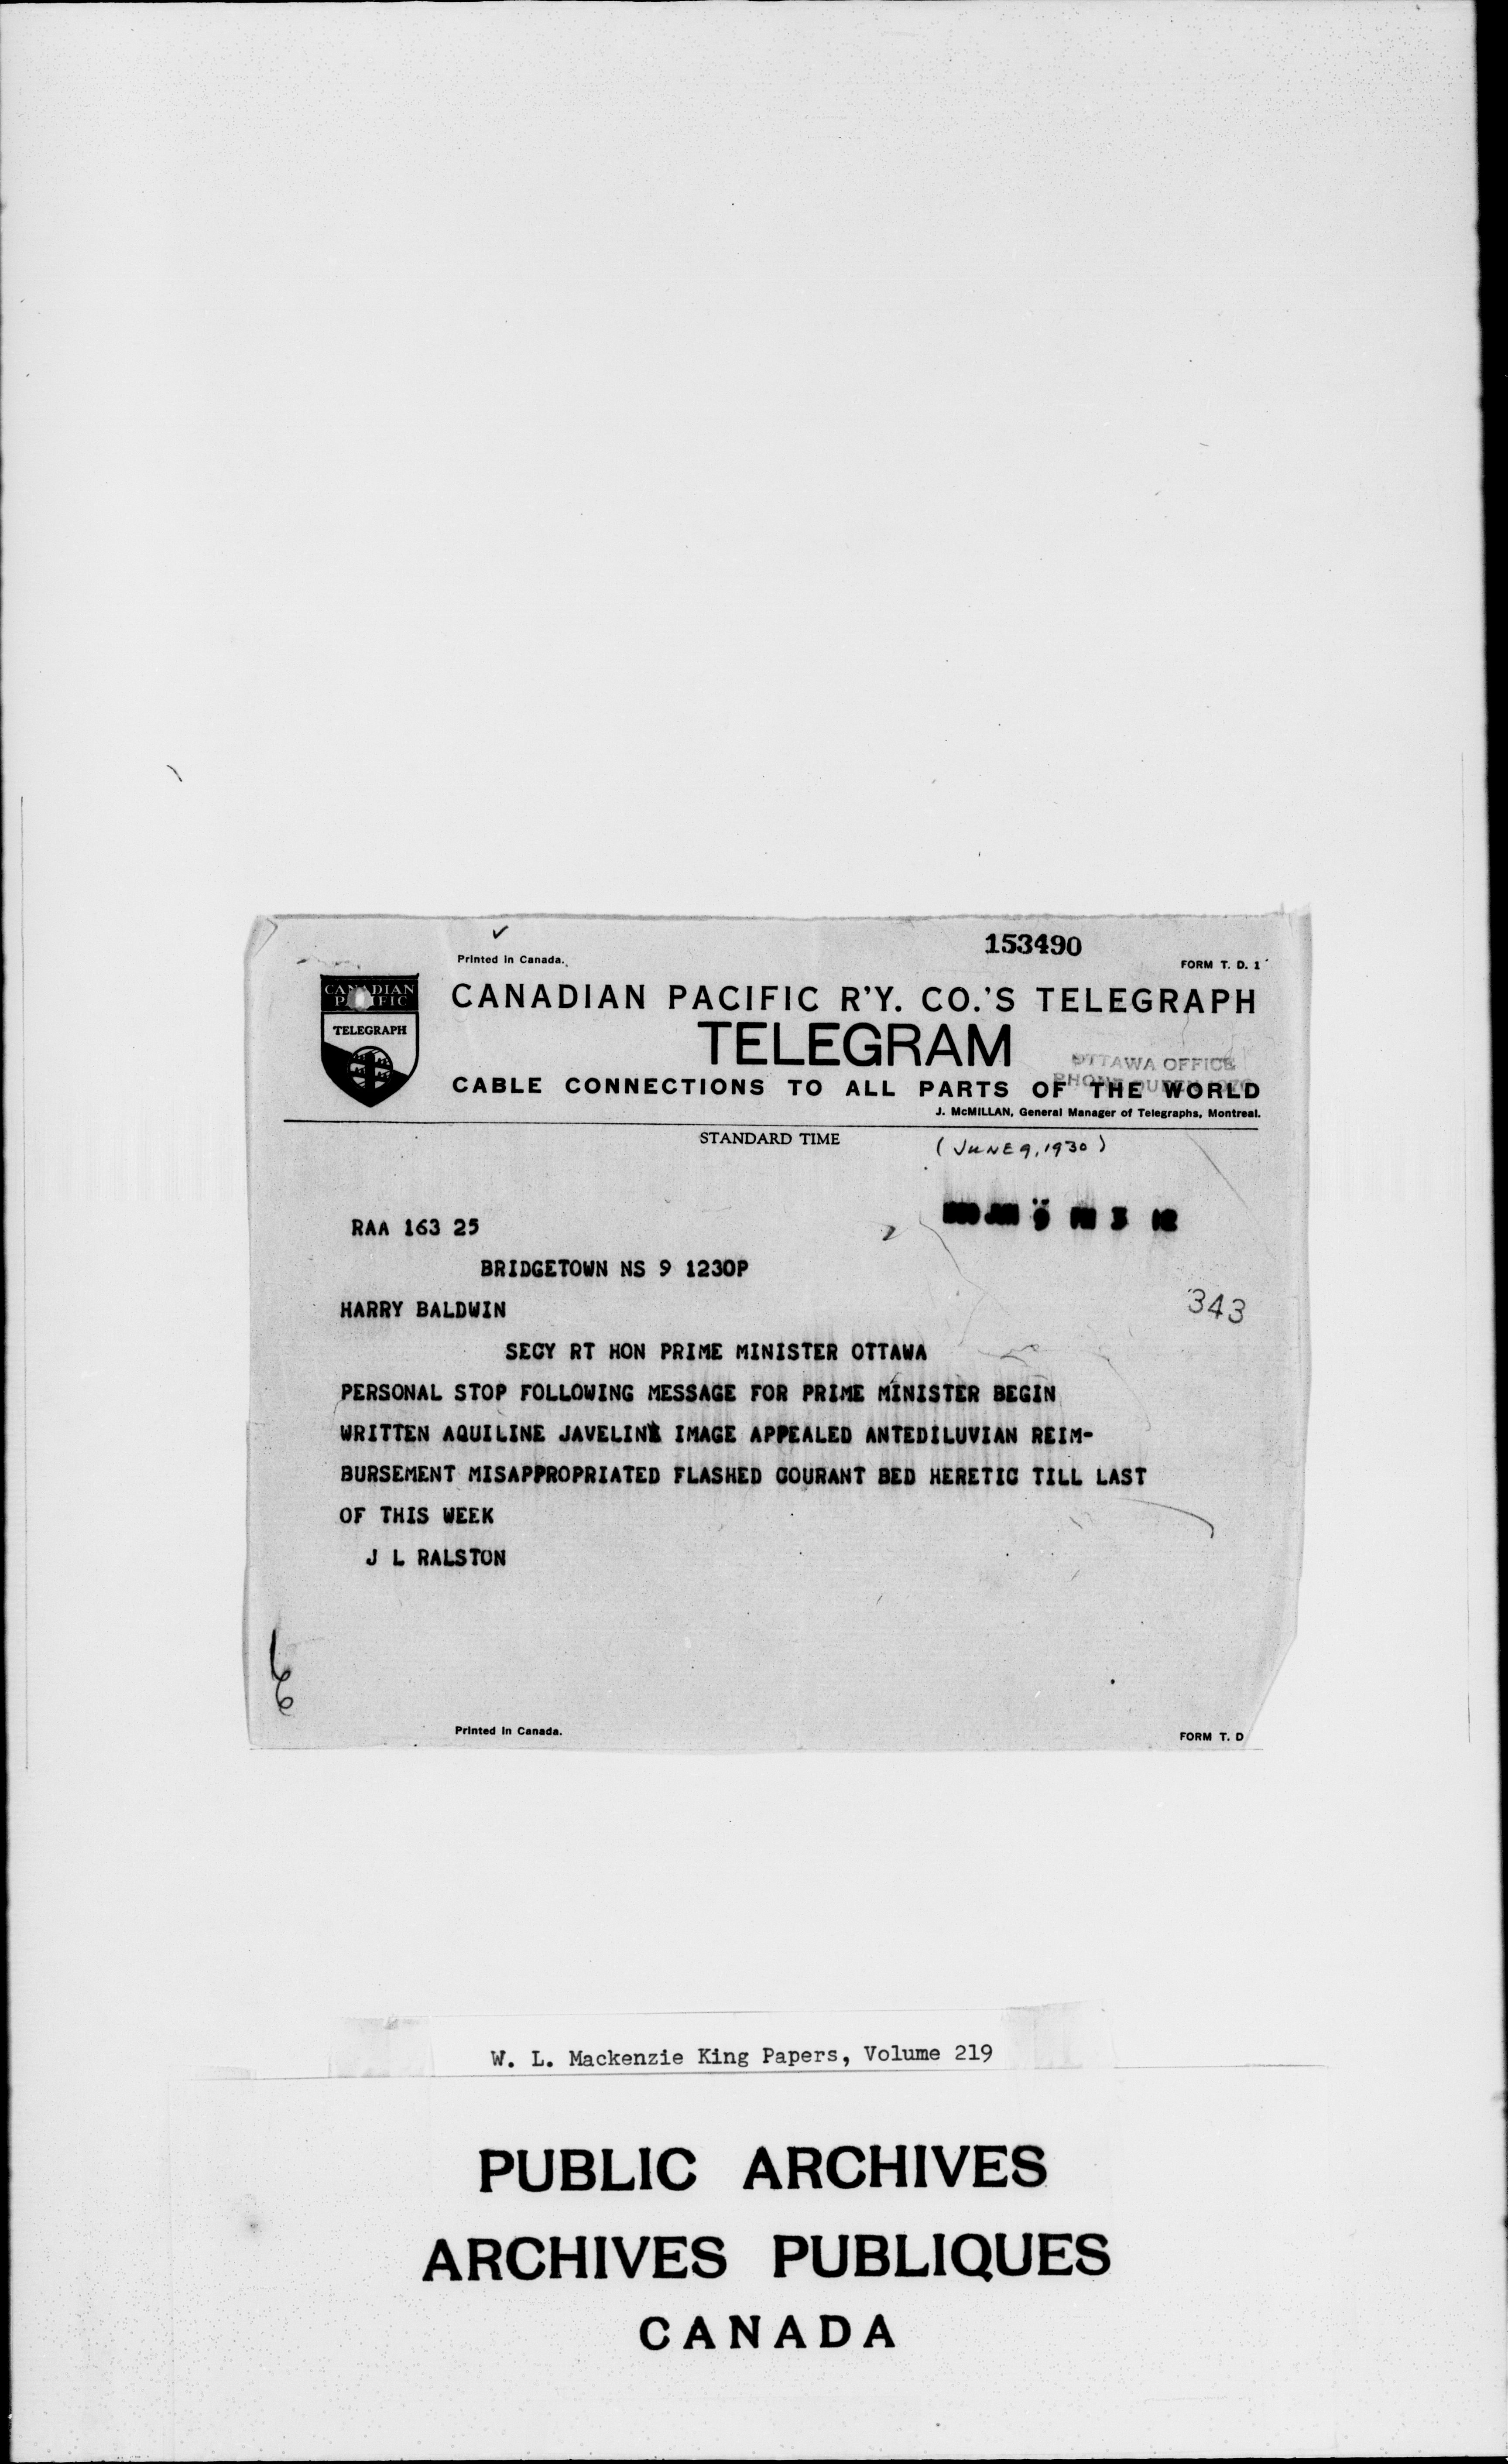 ✓
153490
Printed in Canada.
FORM T. D. 1
CANADIAN
PACIFIC
TELEGRAPH
CANADIAN PACIFIC R'Y. CO.'S TELEGRAPH
TELEGRAM
OTTAWA OFFICE
CABLE CONNECTIONS TO ALL PARTS OF THE WORLD
PHONE QUEEN
J. McMILLAN, General Manager of Telegraphs, Montreal.
STANDARD TIME
(JUNE 9, 1930)
RAA 163 25
BRIDGETOWN NS 9 1230P
HARRY BALDWIN
343
SECY RT HON PRIME MINISTER OTTAWA
PERSONAL STOP FOLLOWING MESSAGE FOR PRIME MINISTER BEGIN
WRITTEN AQUILINE JAVELIN IMAGE APPEALED ANTEDILUVIAN REIM-
BURSEMENT MISAPPROPRIATED FLASHED COURANT BED HERETIC TILL LAST
OF THIS WEEK
J L RALSTON
Printed in Canada.
FORM T. D
W. L. Mackenzie King Papers, Volume 219
PUBLIC ARCHIVES
ARCHIVES PUBLIQUES
CANADA